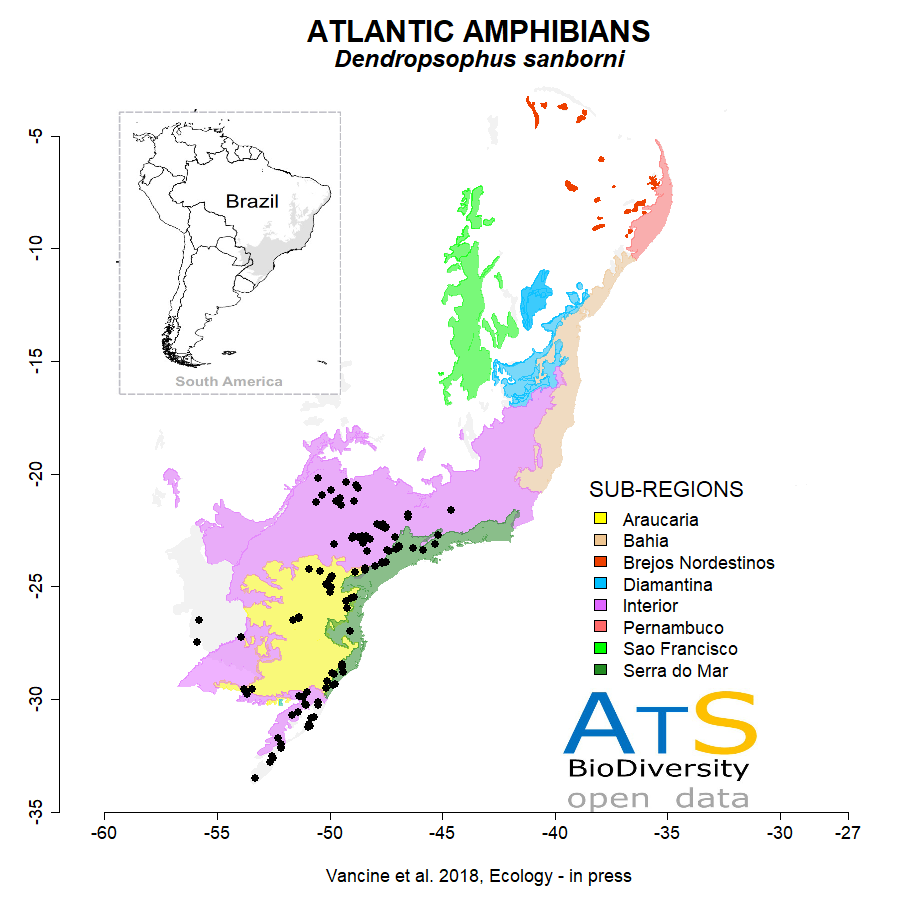 ATLANTIC AMPHIBIANS
Dendropsophus sanborni
Brazil
South America
-5
-10
-15
-20
-25
-30
-35
SUB-REGIONS
Araucaria
Bahia
Brejos Nordestinos
Diamantina
Interior
Pernambuco
Sao Francisco
Serra do Mar
ATS
BioDiversity
open data
-60
-55
-50
-45
-40
-35
-30
-27
Vancine et al. 2018, Ecology - in press